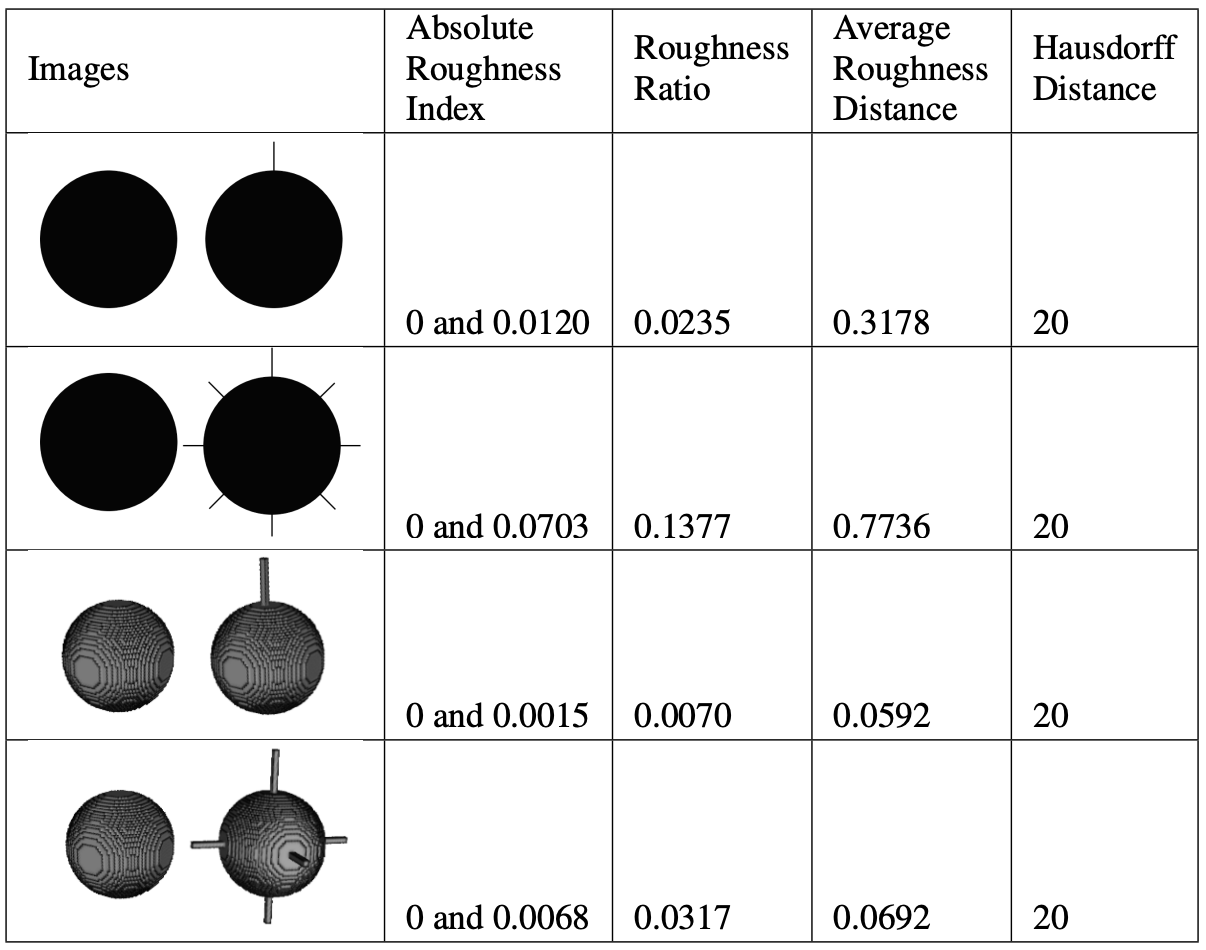 Images
Absolute
Roughness
Index
Roughness
Ratio
Average
Roughness
Distance
Hausdorff
Distance
0 and 0.0120 0.0235 0.3178 20
0 and 0.0703 0.1377 0.7736 20
0 and 0.0015 0.0070 0.0592 20
0 and 0.0068 0.0317 0.0692 20